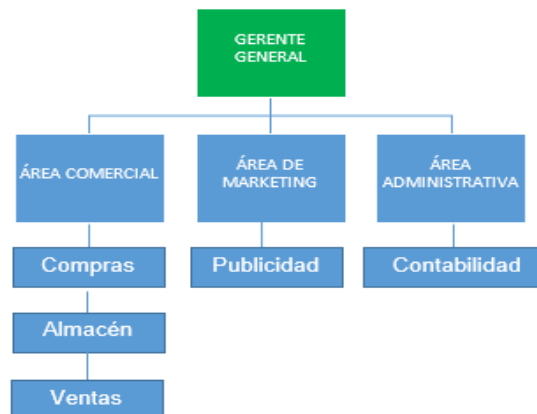 GERENTE
GENERAL
ÁREA COMERCIAL
ÁREA DE
MARKETING
ÁREA
ADMINISTRATIVA
Compras
Publicidad
Contabilidad
Almacén
Ventas